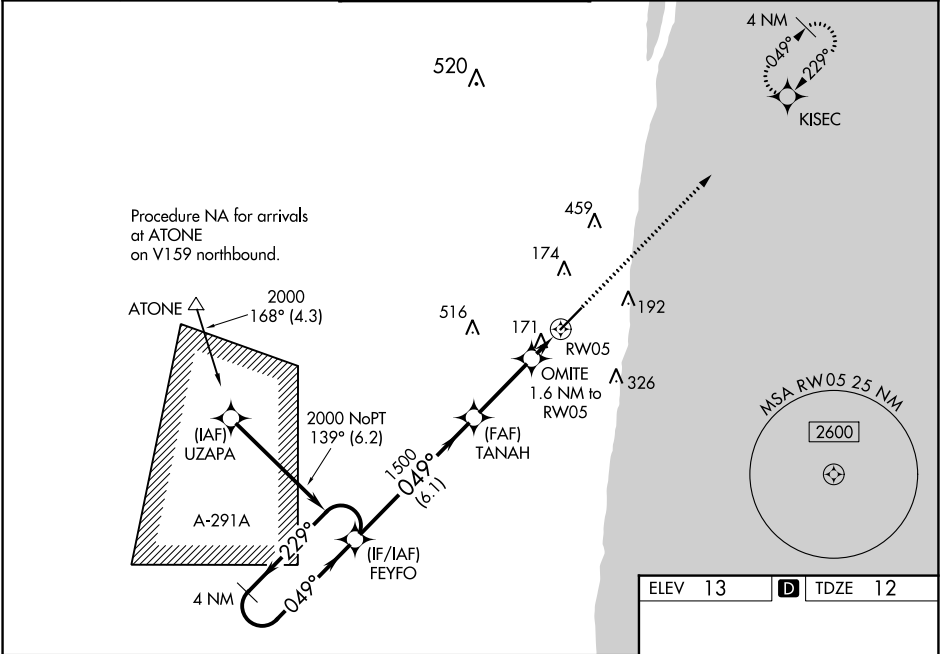 4 NM
049°
229°
KISEC
520
Procedure NA for arrivals
at ATONE
on V159 northbound.
459
174
ATONE
2000
168° (4.3)
516
171
192
RW05
OMITE
1.6 NM to
RW05
326
MSA RW05 25 NM
2600
(IAF)
UZAPA
2000 NoPT
139° (6.2)
(FAF)
TANAH
1500
049°
(6.1)
A-291A
229°
(IF/IAF)
FEYFO
4 NM
049°
ELEV 13 D TDZE 12